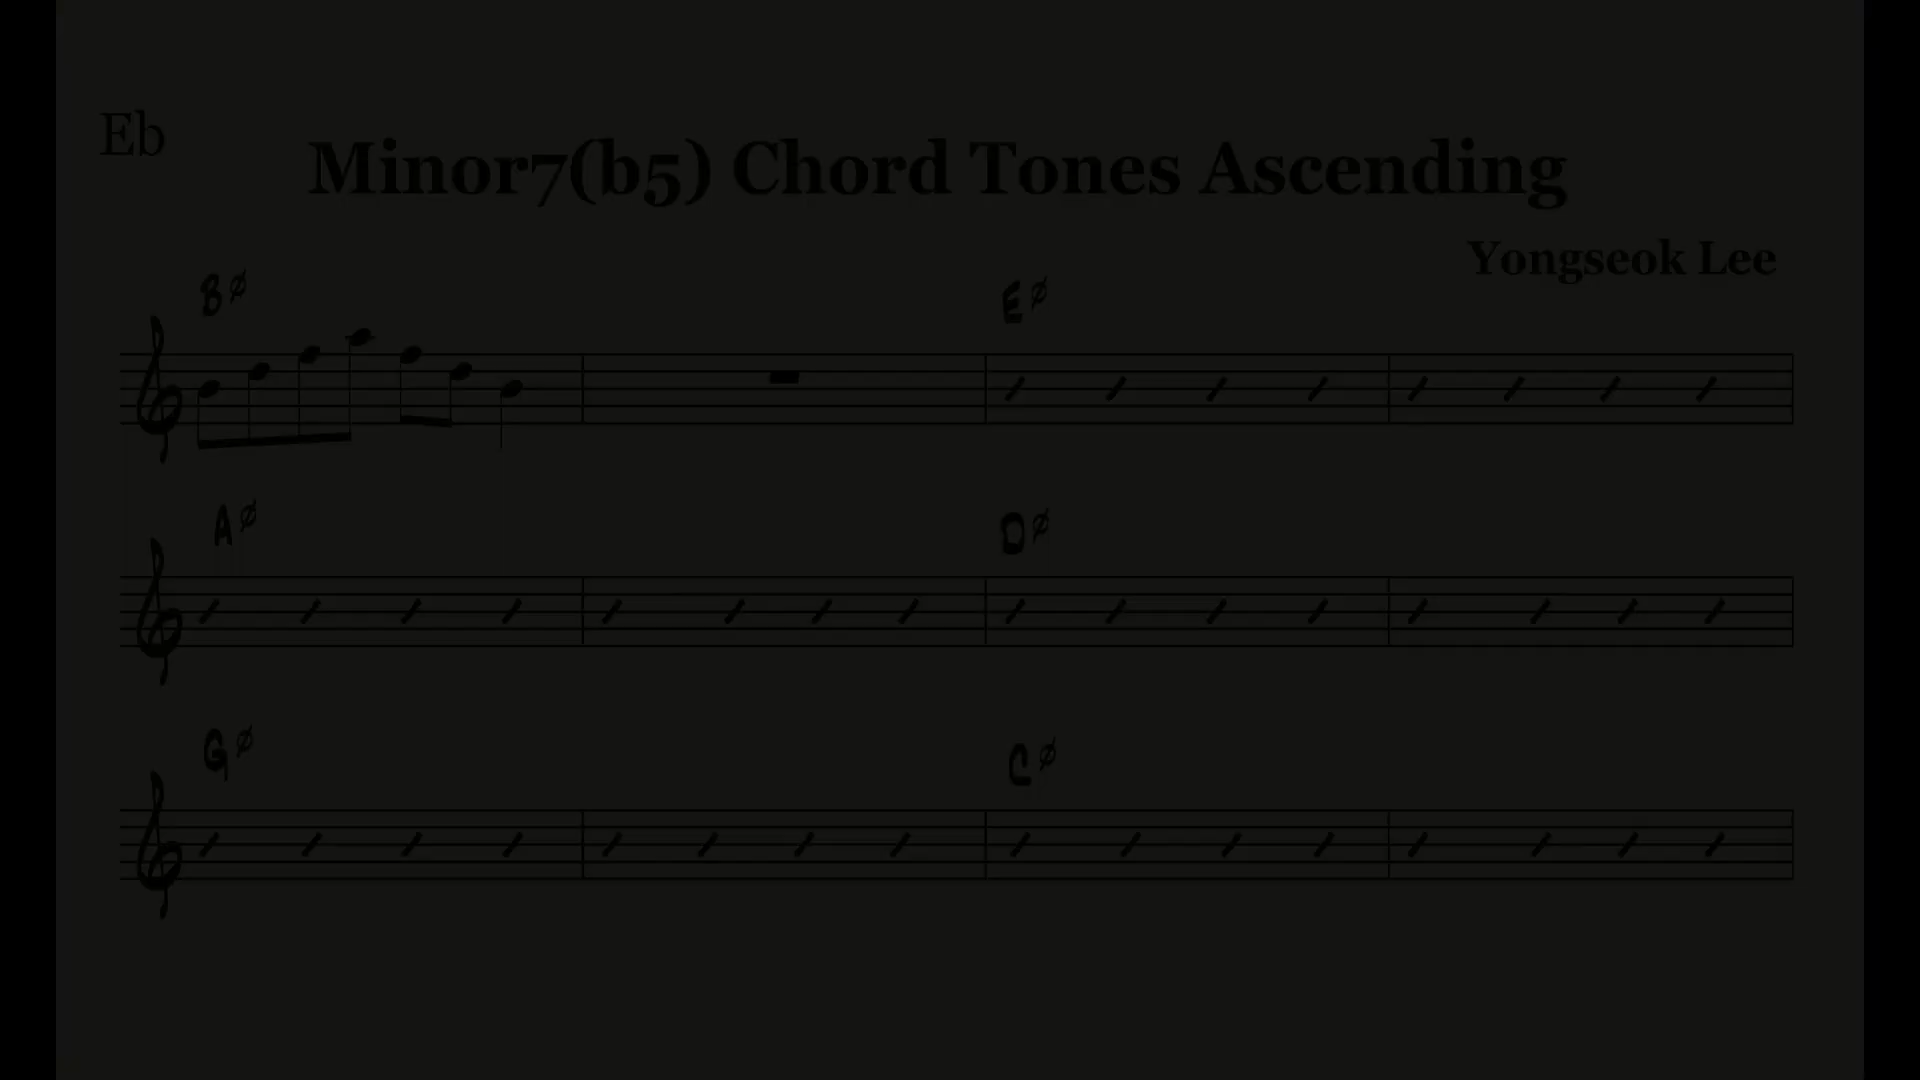 Eb
Minor7(b5) Chord Tones Ascending
Yongseok Lee
Bø Eø
Aø Dø
Gø Cø